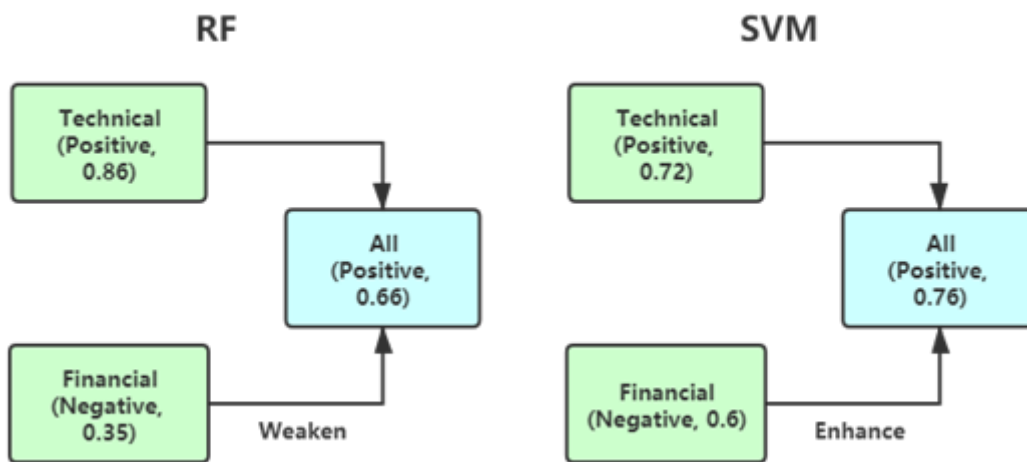 RF
Technical
(Positive,
0.86)
All
(Positive,
0.66)
Financial
(Negative,
0.35)
Weaken
SVM
Technical
(Positive,
0.72)
All
(Positive,
0.76)
Financial
(Negative, 0.6)
Enhance